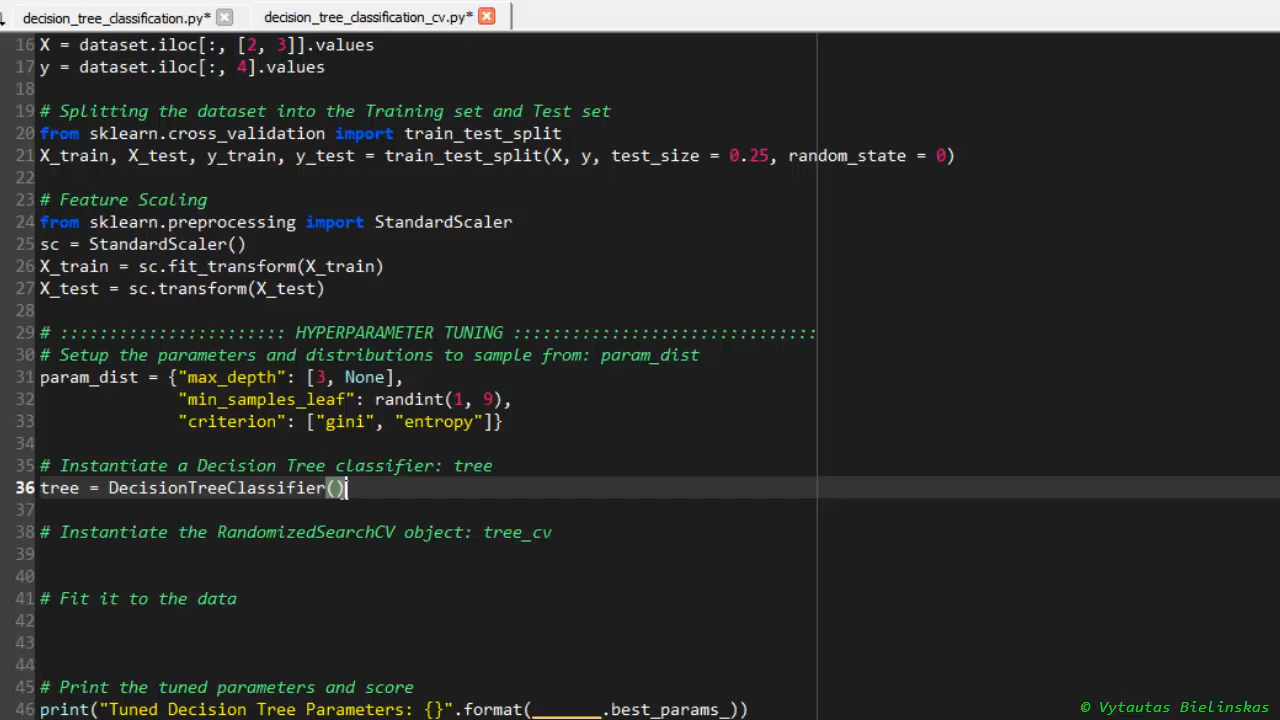 decision_tree_classification.py* decision_tree_classification_cv.py*
16 X = dataset.iloc[:, [2, 3]].values
17 y = dataset.iloc[:, 4].values
18
19 # Splitting the dataset into the Training set and Test set
20 from sklearn.cross_validation import train_test_split
21 X_train, X_test, y_train, y_test = train_test_split(X, y, test_size = 0.25, random_state = 0)
22
23 # Feature Scaling
24 from sklearn.preprocessing import StandardScaler
25 sc = StandardScaler()
26 X_train = sc.fit_transform(X_train)
27 X_test = sc.transform(X_test)
28
29 # ::::::::::::::::::::::: HYPERPARAMETER TUNING :::::::::::::::::::::::::::::::
30 # Setup the parameters and distributions to sample from: param_dist
31 param_dist = {"max_depth": [3, None],
32 "min_samples_leaf": randint(1, 9),
33 "criterion": ["gini", "entropy"]}
34
35 # Instantiate a Decision Tree classifier: tree
36 tree = DecisionTreeClassifier()
37
38 # Instantiate the RandomizedSearchCV object: tree_cv
39
40
41 # Fit it to the data
42
43
44
45 # Print the tuned parameters and score
46 print("Tuned Decision Tree Parameters: {}".format(_______.best_params_))
© Vytautas Bielinskas